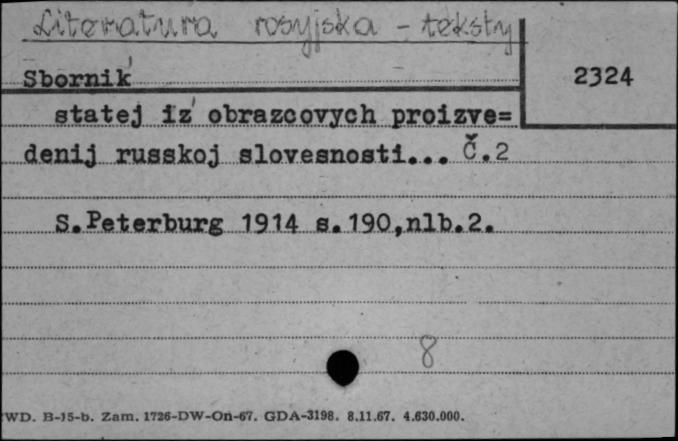 Literatura rosyjska - teksty
Sbornik
2324
statej iz obrazcovych proizve=
denij russkoj slovesnosti... Č.2
S.Peterburg 1914 s.190,nlb.2.
8
WD. B-15-b. Zam. 1726-DW-On-67. GDA-3198. 8.11.67. 4.630.000.